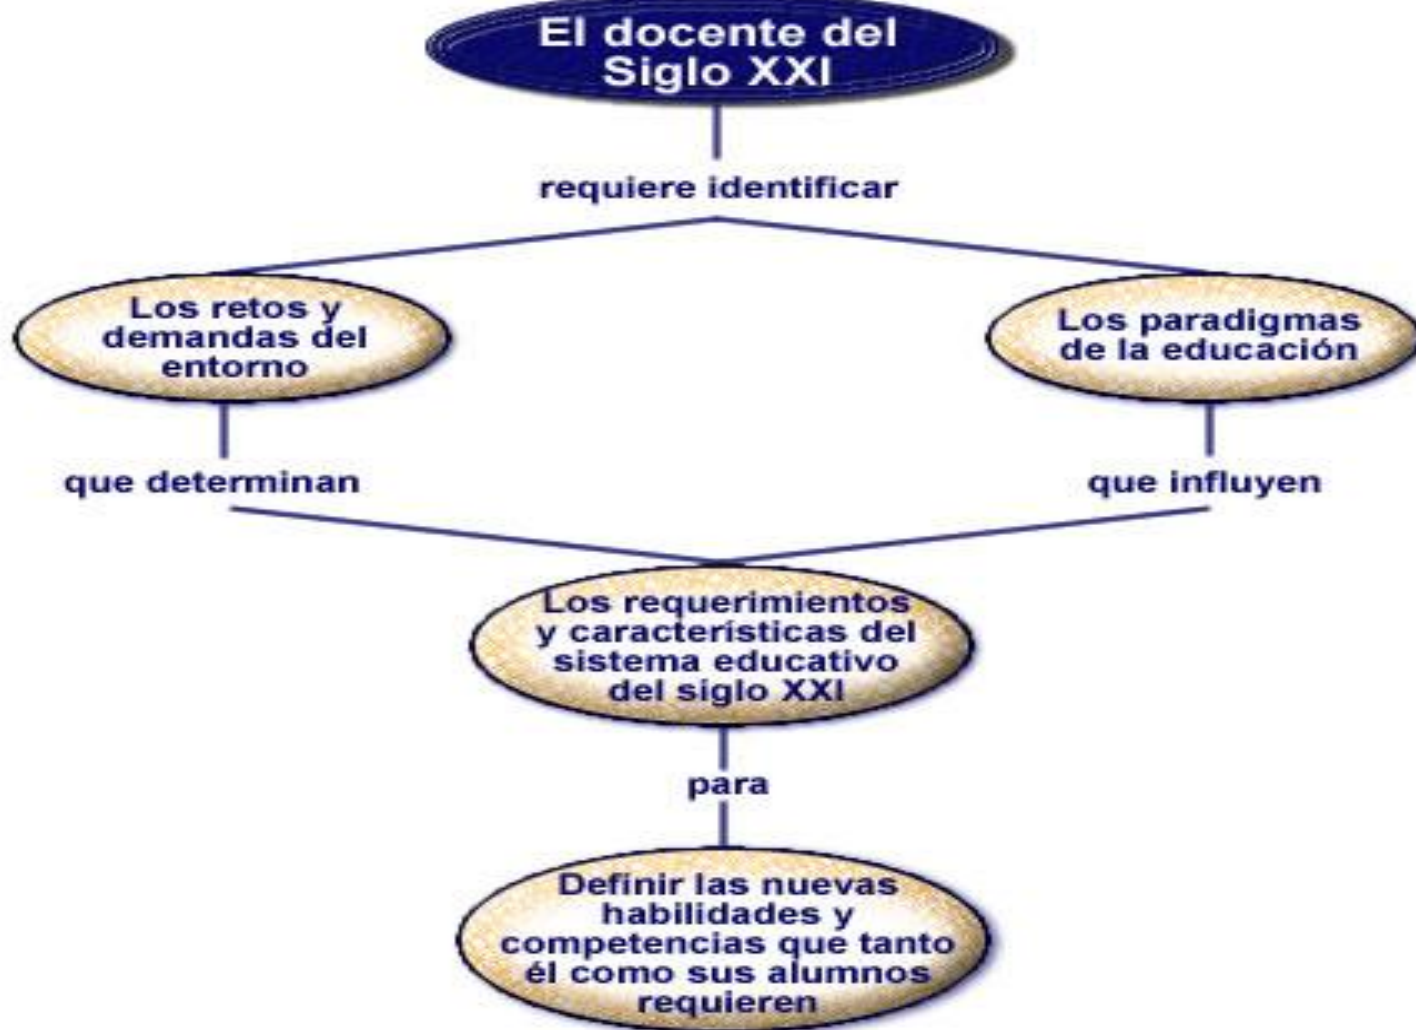 El docente del
Siglo XXI
requiere identificar
Los retos y
demandas del
entorno
Los paradigmas
de la educación
que determinan
que influyen
Los requerimientos
y características del
sistema educativo
del siglo XXI
para
Definir las nuevas
habilidades y
competencias que tanto
él como sus alumnos
requieren